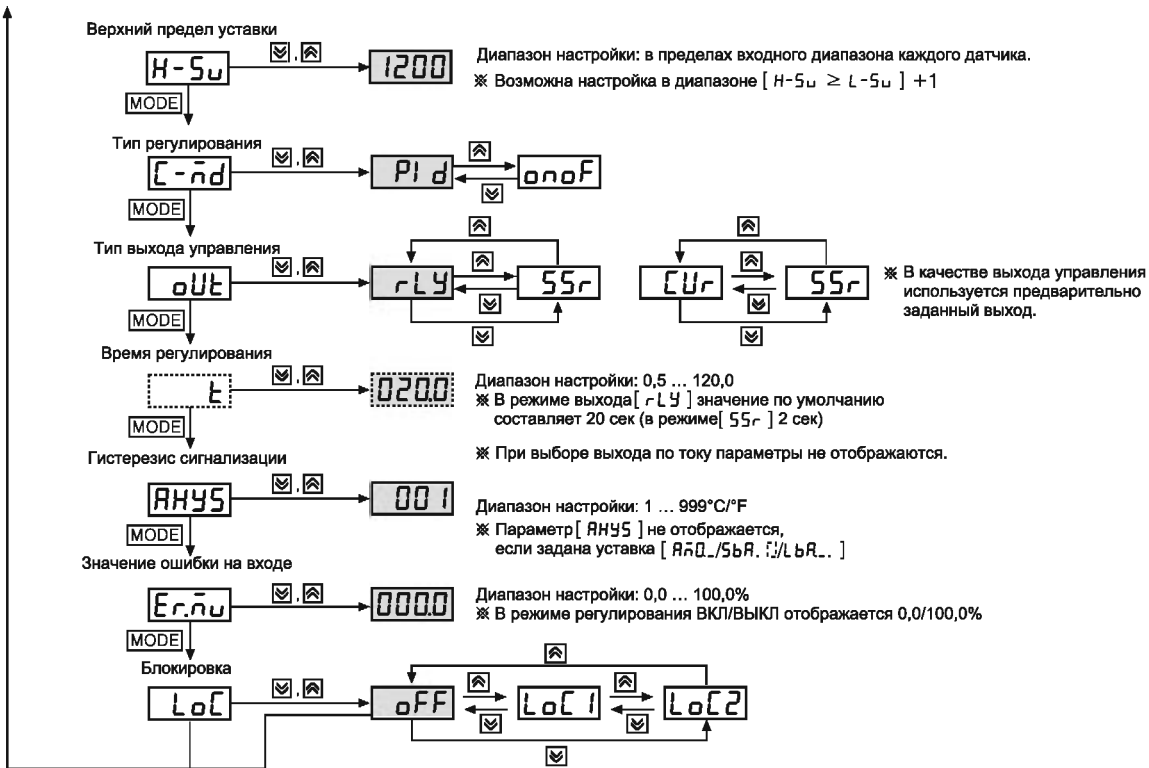 Верхний предел уставки
H-Su
1200
Диапазон настройки: в пределах входного диапазона каждого датчика.
※ Возможна настройка в диапазоне [ H-Su ≥ L-Su ] +1
MODE
Тип регулирования
C-md
PId
onoF
MODE
Тип выхода управления
oUt
rLY
SSr
CUr
SSr
※ В качестве выхода управления
используется предварительно
заданный выход.
MODE
Время регулирования
t
020.0
Диапазон настройки: 0,5 ... 120,0
※ В режиме выхода[ rLY ] значение по умолчанию
составляет 20 сек (в режиме[ SSr ] 2 сек)
MODE
※ При выборе выхода по току параметры не отображаются.
Гистерезис сигнализации
AHYS
001
Диапазон настройки: 1 ... 999°C/°F
※ Параметр[ AHYS ] не отображается,
если задана уставка [
MODE
Значение ошибки на входе
Er.mu
000.0
Диапазон настройки: 0,0 ... 100,0%
※ В режиме регулирования ВКЛ/ВЫКЛ отображается 0,0/100,0%
MODE
Блокировка
LoC
oFF
LoC1
LoC2